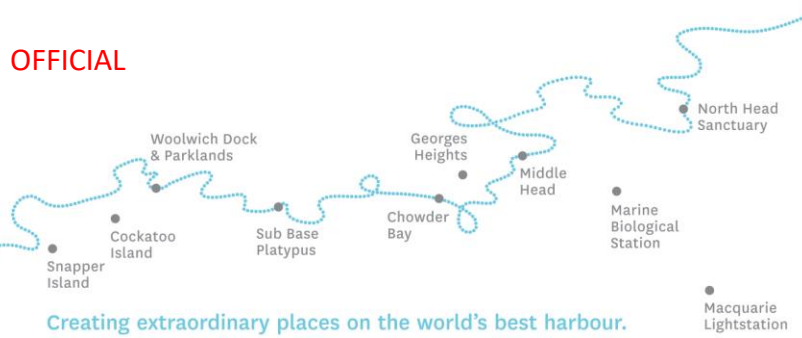 OFFICIAL
North Head
Sanctuary
Woolwich Dock
& Parklands
Georges
Heights
Middle
Head
Marine
Biological
Station
Chowder
Bay
Sub Base
Platypus
Cockatoo
Island
Snapper
Island
Macquarie
Lightstation
Creating extraordinary places on the world's best harbour.